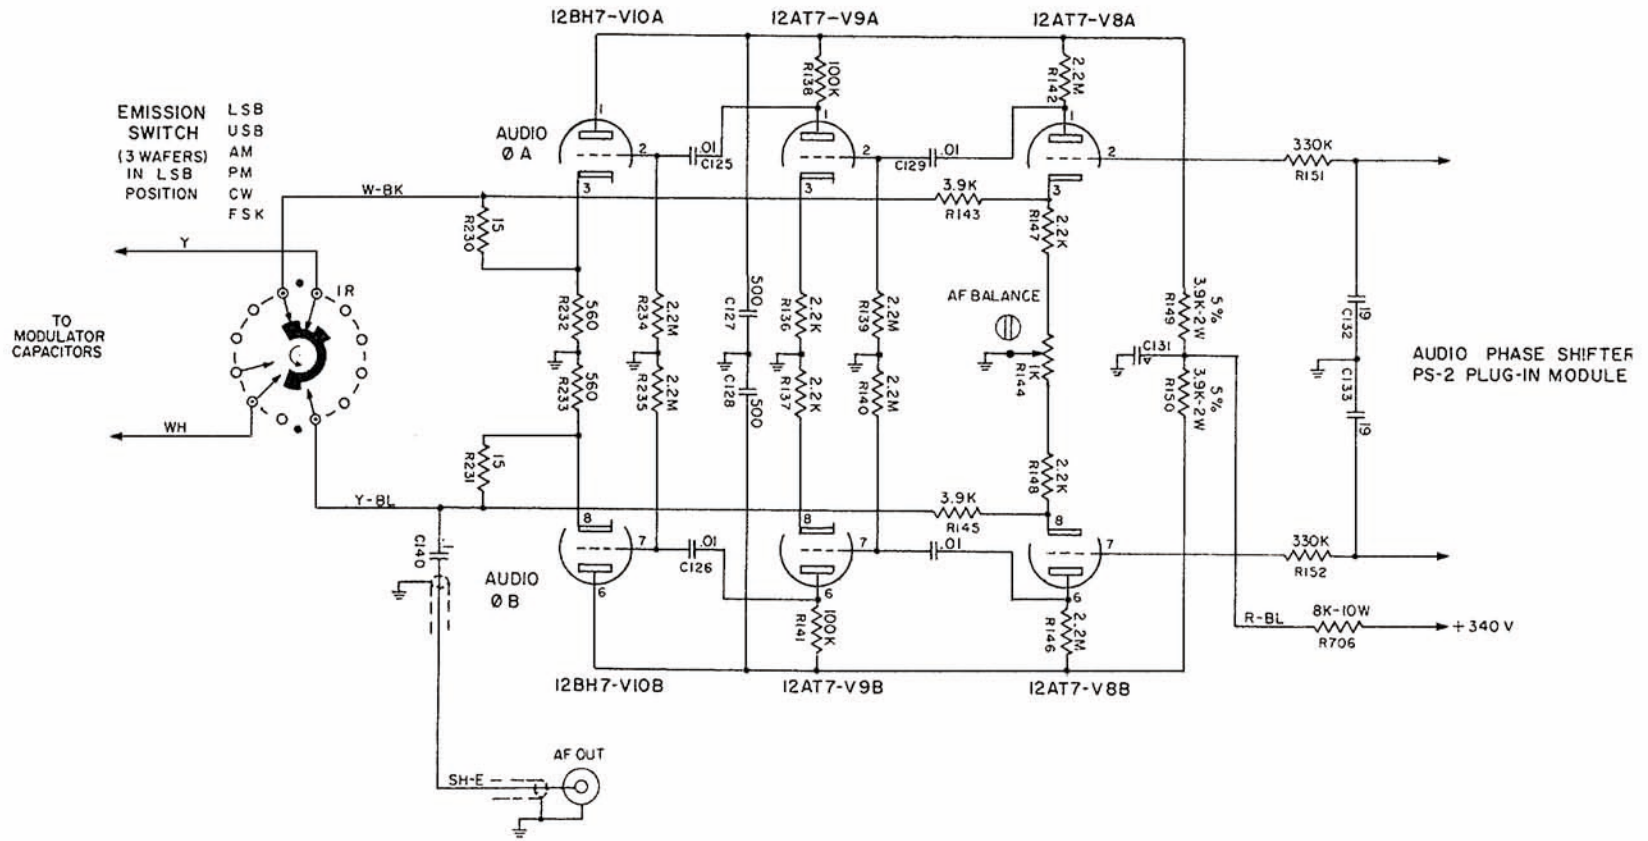 12BH7-V10A
12AT7-V9A
12AT7-V8A
EMISSION
SWITCH
(3 WAFERS)
IN LSB
POSITION
LSB
USB
AM
PM
CW
FSK
AUDIO
Ø A
1
2
3
.01
C125
100K
R138
1
2
3
.01
C129
2.2M
R142
1
2
3
330K
R151
W-BK
15
R230
3.9K
R143
2.2K
R147
Y
1R
TO
MODULATOR
CAPACITORS
WH
560
R232
2.2M
R234
500
C127
2.2K
R136
2.2M
R139
AF BALANCE
1K
R144
5%
3.9K-2W
R149
C131
19
C132
AUDIO PHASE SHIFTER
PS-2 PLUG-IN MODULE
560
R233
2.2M
R235
C128
500
2.2K
R137
2.2M
R140
5%
3.9K-2W
R150
C133
19
15
R231
2.2K
R148
Y-BL
3.9K
R145
.1
C140
8
7
6
.01
C126
8
7
6
.01
8
7
6
330K
R152
AUDIO
Ø B
100K
R141
2.2M
R146
R-BL
8K-10W
R706
+340V
12BH7-V10B
12AT7-V9B
12AT7-V8B
AF OUT
SH-E